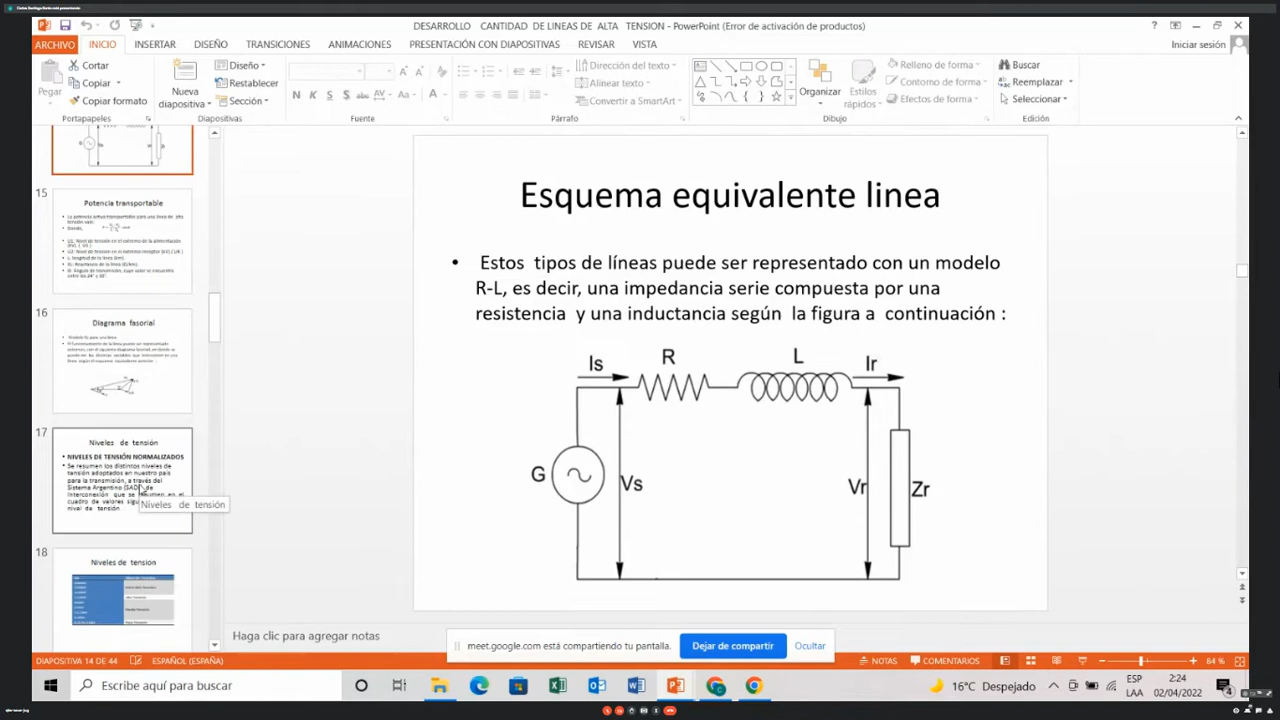 DESARROLLO CANTIDAD DE LINEAS DE ALTA TENSION - PowerPoint (Error de activación de productos)
ARCHIVO INICIO INSERTAR DISEÑO TRANSICIONES ANIMACIONES PRESENTACIÓN CON DIAPOSITIVAS REVISAR VISTA Iniciar sesión
Pegar
Cortar
Copiar
Copiar formato
Portapapeles
Nueva
diapositiva
Diseño
Restablecer
Sección
Diapositivas
N K S S abc AV Aa A
Fuente
Dirección del texto
Alinear texto
Convertir a SmartArt
Párrafo
Organizar
Estilos
rápidos
Relleno de forma
Contorno de forma
Efectos de forma
Dibujo
Buscar
Reemplazar
Seleccionar
Edición
15
Potencia transportable
16
Diagrama fasorial
17
Niveles de tensión
NIVELES DE TENSIÓN NORMALIZADOS
Se resumen los distintos niveles de
tensión adoptados en nuestro país
para la transmisión, a través del
Sistema Argentino (SADI) de
Niveles de tensión
18
Niveles de tension
Esquema equivalente linea
• Estos tipos de líneas puede ser representado con un modelo
R-L, es decir, una impedancia serie compuesta por una
resistencia y una inductancia según la figura a continuación :
Is R L Ir
G Vs Vr Zr
Haga clic para agregar notas
meet.google.com está compartiendo tu pantalla. Dejar de compartir Ocultar
DIAPOSITIVA 14 DE 44 ESPAÑOL (ESPAÑA) NOTAS COMENTARIOS 84 %
Escribe aquí para buscar
16°C Despejado
ESP
LAA
2:24
02/04/2022
4